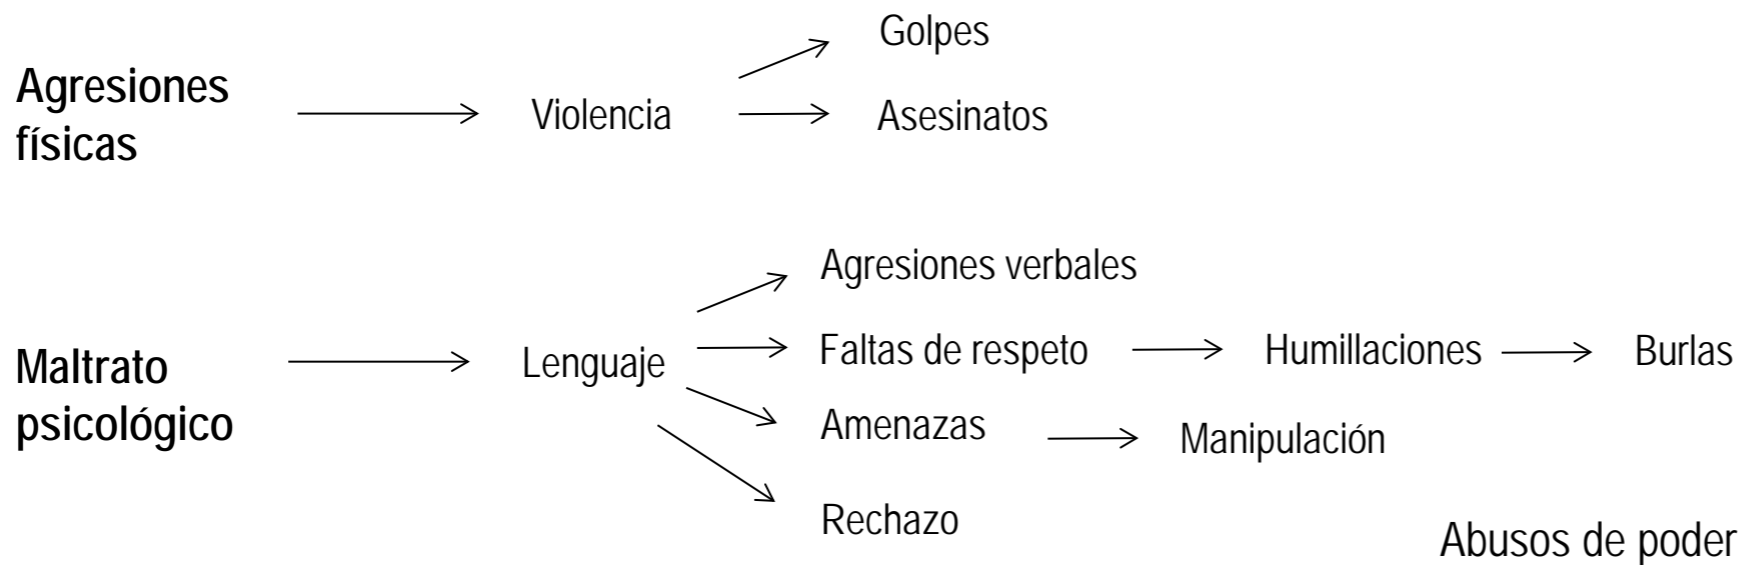 Golpes
Agresiones
físicas
Violencia
Asesinatos
Agresiones verbales
Maltrato
psicológico
Lenguaje
Faltas de respeto
Humillaciones
Burlas
Amenazas
Manipulación
Rechazo
Abusos de poder